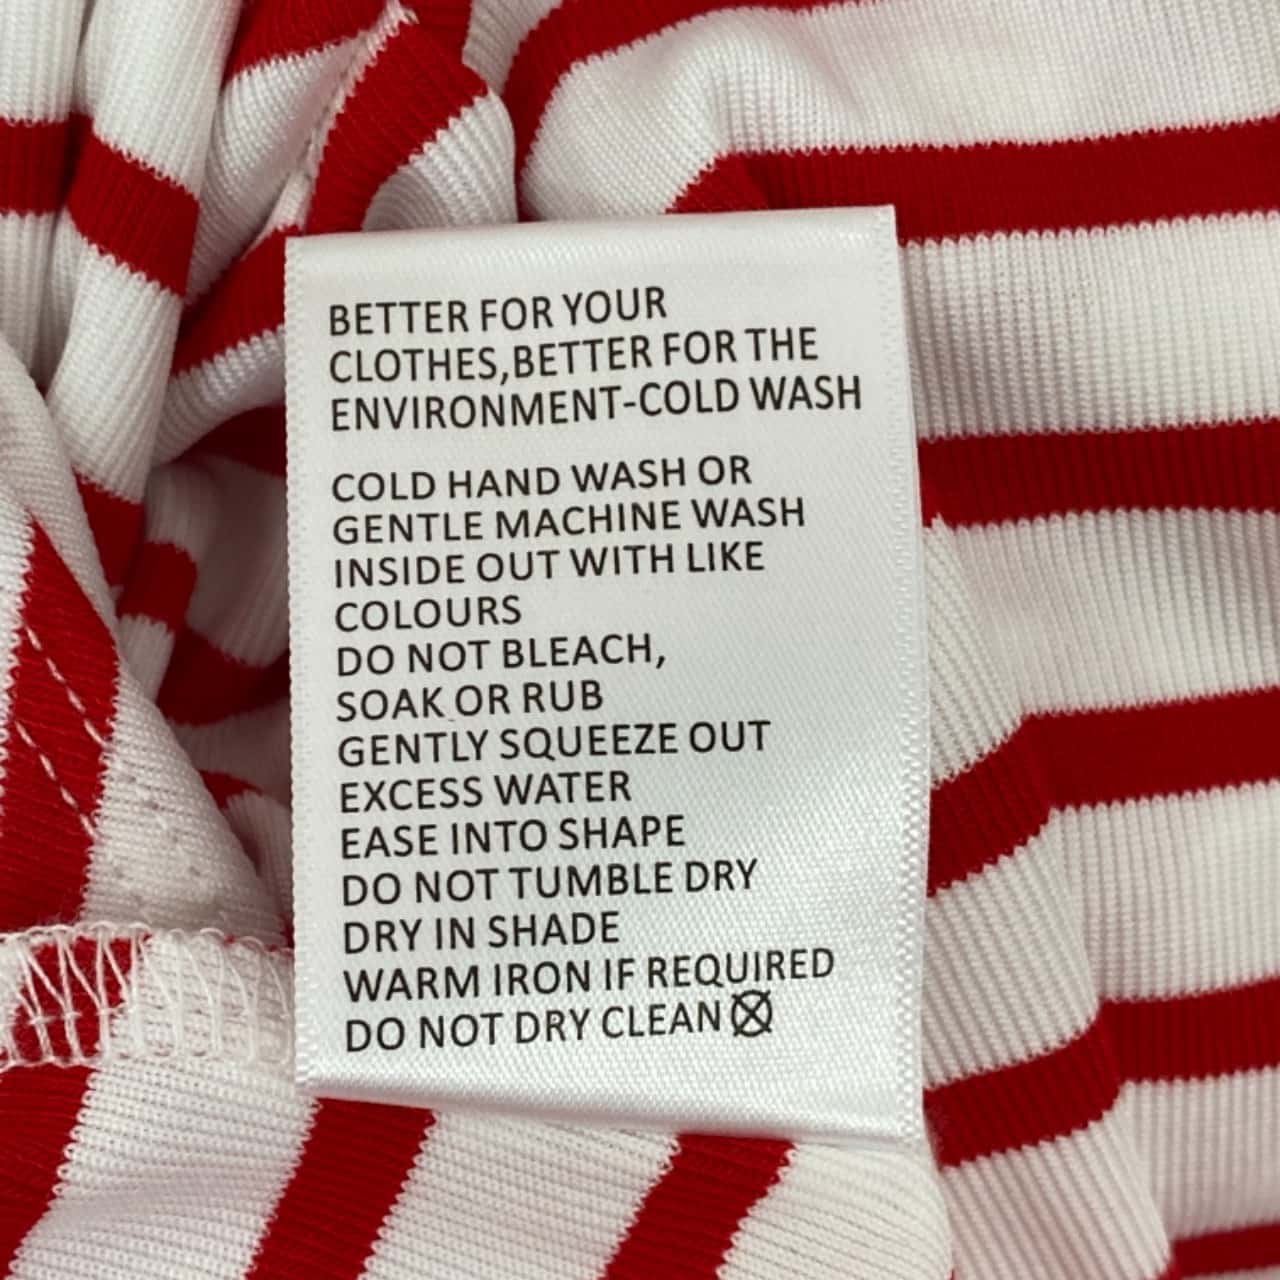 BETTER FOR YOUR
CLOTHES,BETTER FOR THE
ENVIRONMENT-COLD WASH
COLD HAND WASH OR
GENTLE MACHINE WASH
INSIDE OUT WITH LIKE
COLOURS
DO NOT BLEACH,
SOAK OR RUB
GENTLY SQUEEZE OUT
EXCESS WATER
EASE INTO SHAPE
DO NOT TUMBLE DRY
DRY IN SHADE
WARM IRON IF REQUIRED
DO NOT DRY CLEAN